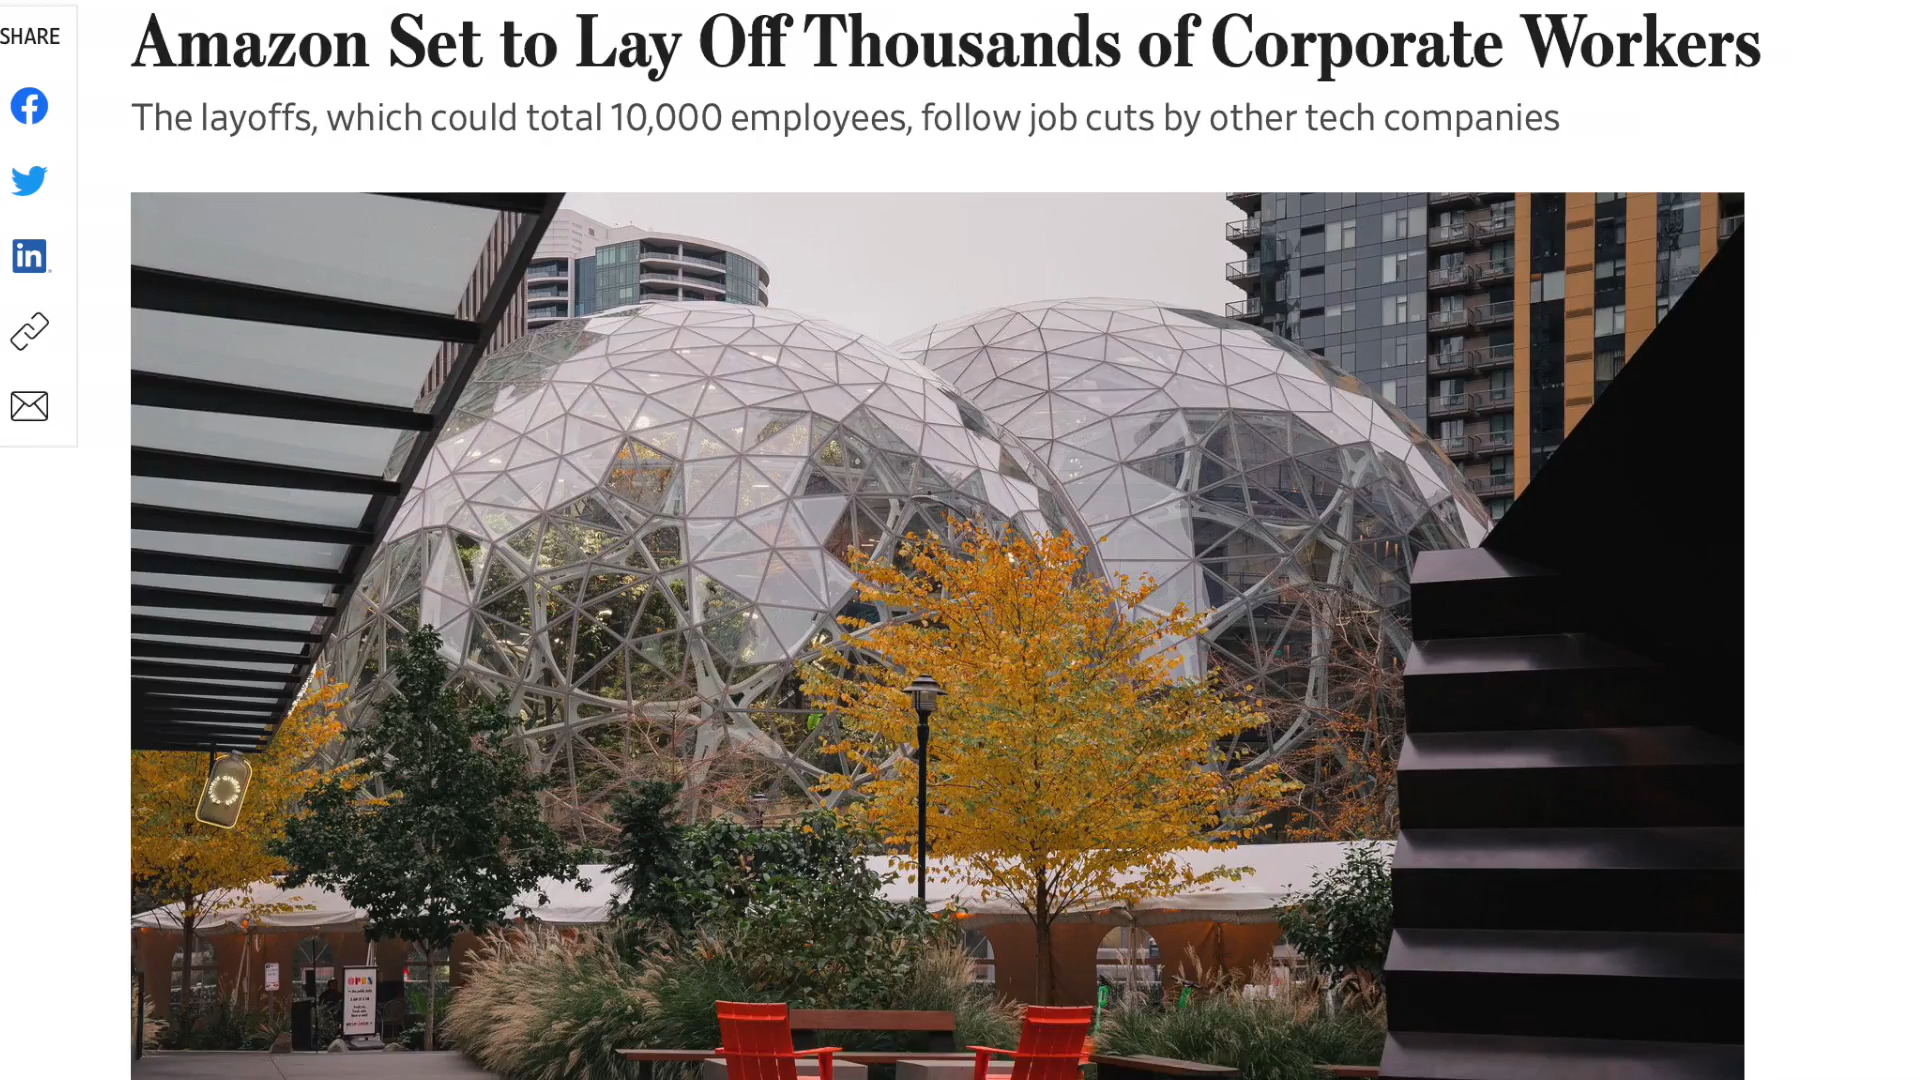 SHARE
Amazon Set to Lay Off Thousands of Corporate Workers
The layoffs, which could total 10,000 employees, follow job cuts by other tech companies
in
OPEN